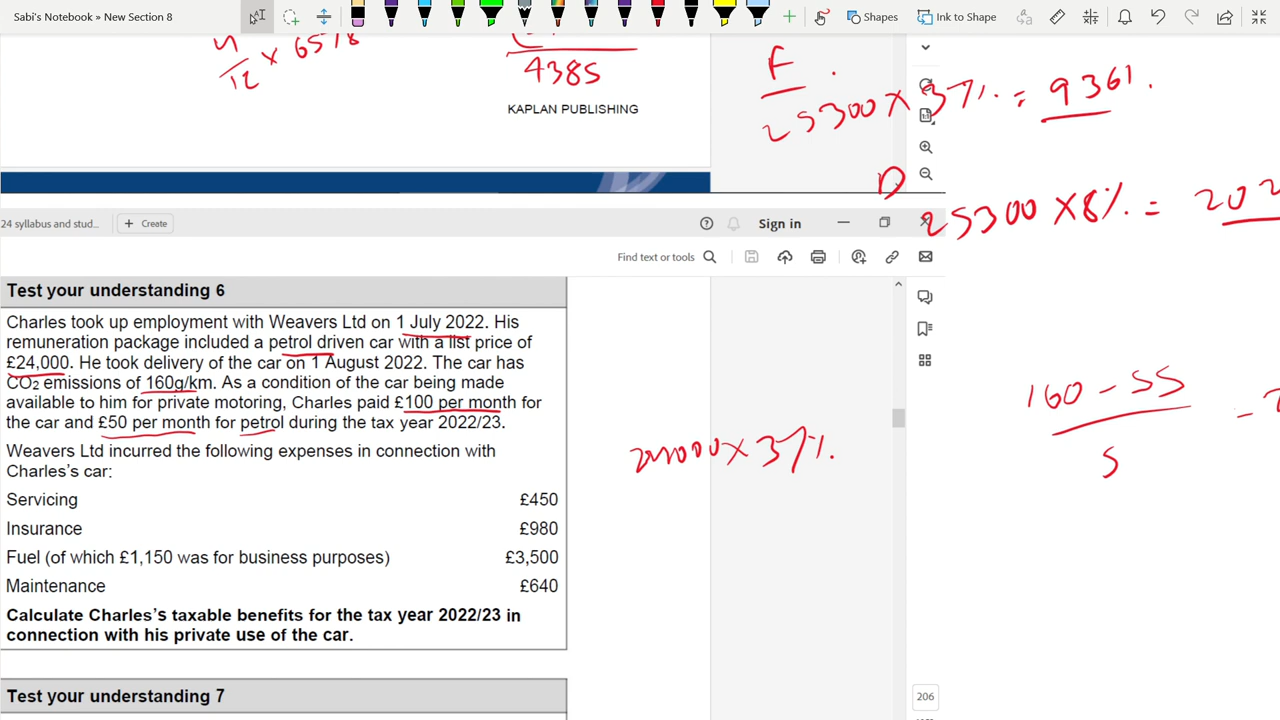 Sabi's Notebook » New Section 8
Shapes
Ink to Shape
4/12 × 6578
4385
KAPLAN PUBLISHING
F
25300 × 37% = 9361
D
25300 × 8% =
24 syllabus and stud...
+ Create
Sign in
Find text or tools
Test your understanding 6
Charles took up employment with Weavers Ltd on 1 July 2022. His
remuneration package included a petrol driven car with a list price of
£24,000. He took delivery of the car on 1 August 2022. The car has
CO2 emissions of 160g/km. As a condition of the car being made
available to him for private motoring, Charles paid £100 per month for
the car and £50 per month for petrol during the tax year 2022/23.
Weavers Ltd incurred the following expenses in connection with
Charles's car:
Servicing £450
Insurance £980
Fuel (of which £1,150 was for business purposes) £3,500
Maintenance £640
Calculate Charles's taxable benefits for the tax year 2022/23 in
connection with his private use of the car.
24000 × 37%
160 - 55
5
Test your understanding 7
206